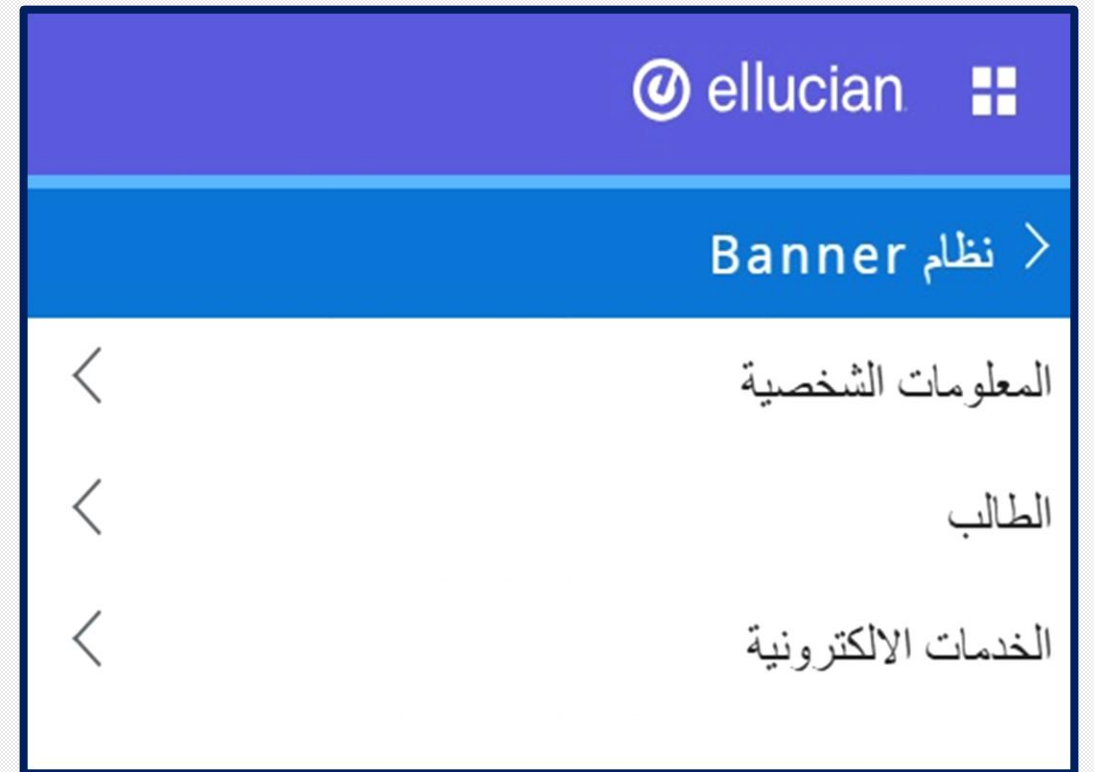 ellucian
نظام Banner
المعلومات الشخصية
الطالب
الخدمات الالكترونية